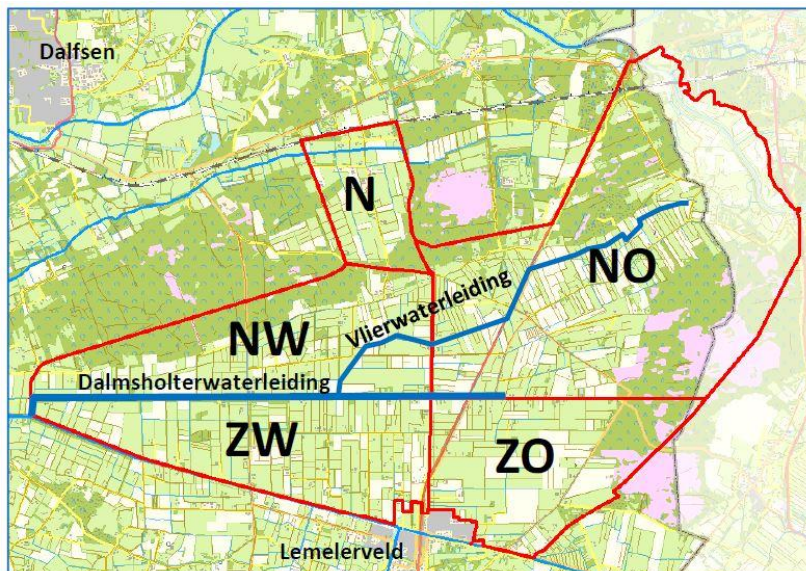 Dalfsen
N
NO
Vlierwaterleiding
NW
Dalmsholterwaterleiding
ZW
ZO
Lemelerveld